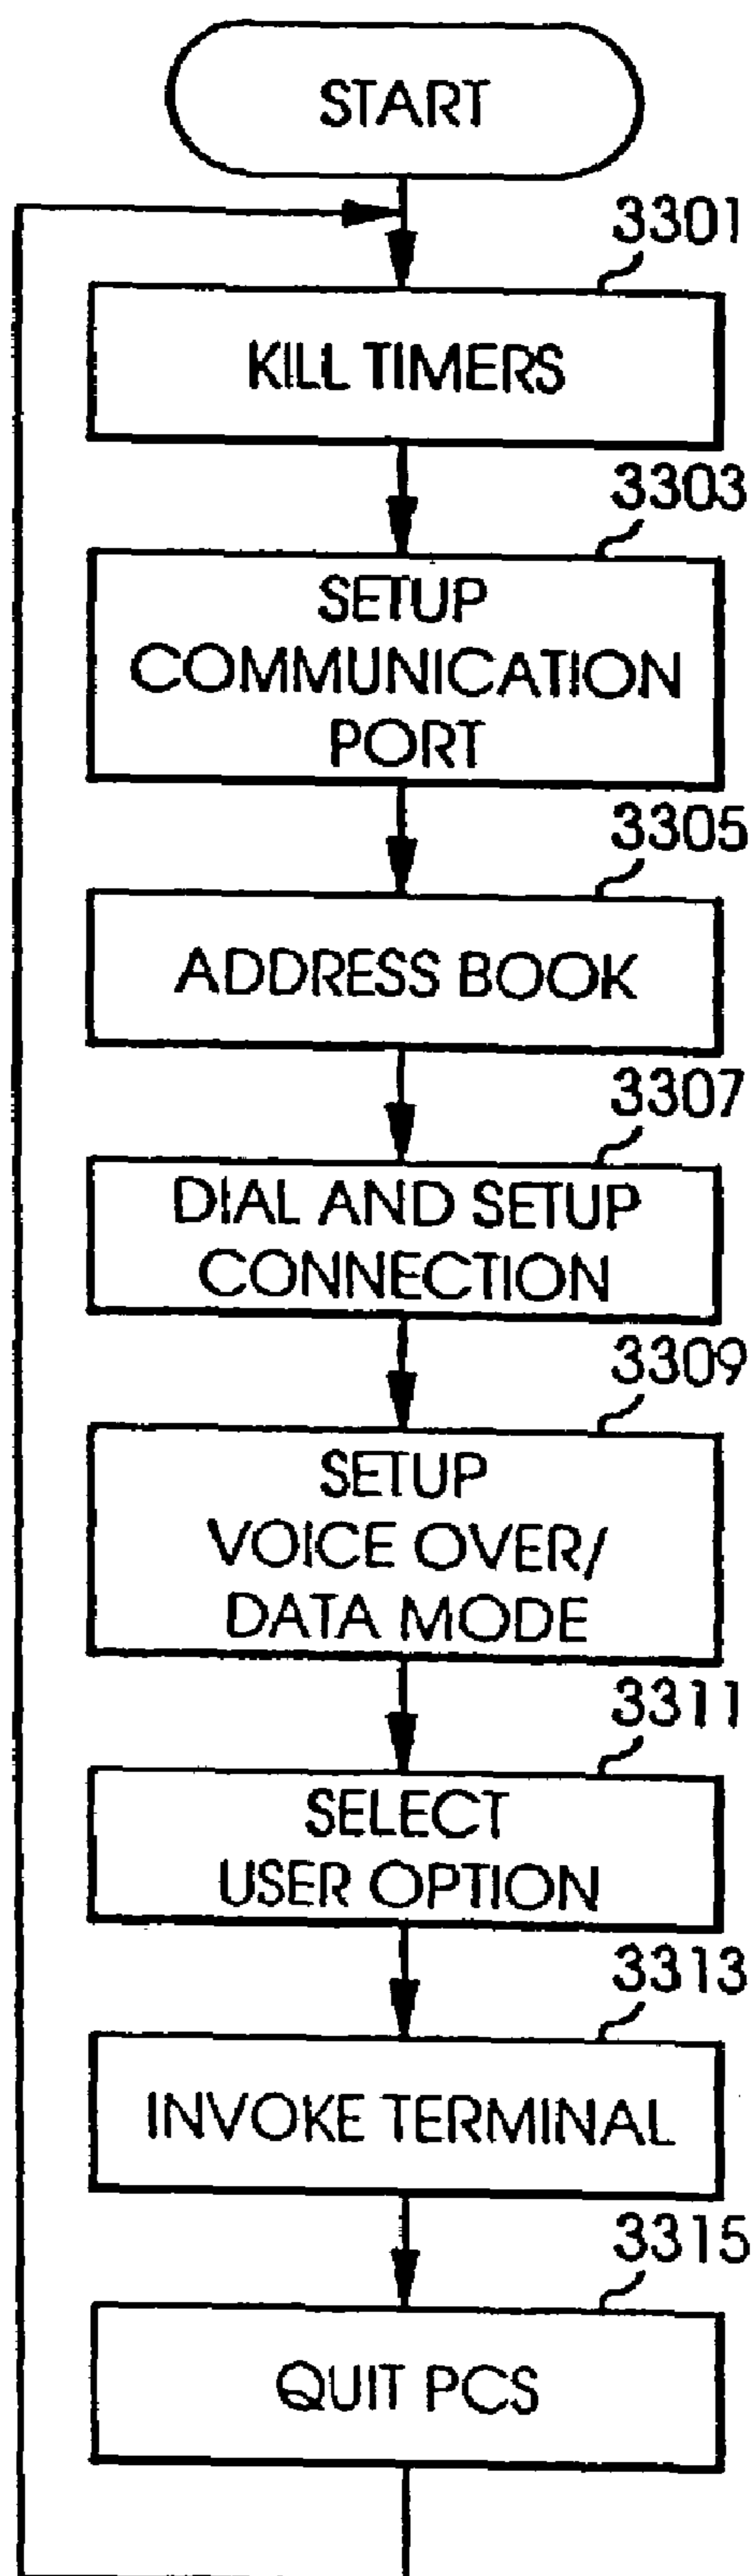 START
3301
KILL TIMERS
3303
SETUP
COMMUNICATION
PORT
3305
ADDRESS BOOK
3307
DIAL AND SETUP
CONNECTION
3309
SETUP
VOICE OVER/
DATA MODE
3311
SELECT
USER OPTION
3313
INVOKE TERMINAL
3315
QUIT PCS